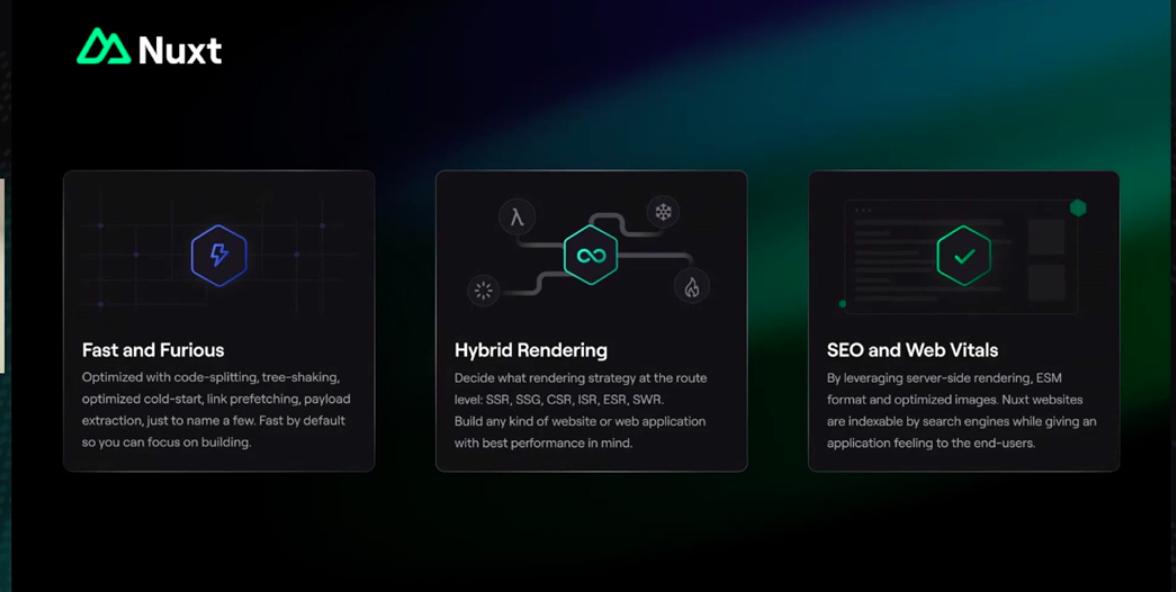 Nuxt
Fast and Furious
Optimized with code-splitting, tree-shaking,
optimized cold-start, link prefetching, payload
extraction, just to name a few. Fast by default
so you can focus on building.
λ
Hybrid Rendering
Decide what rendering strategy at the route
level: SSR, SSG, CSR, ISR, ESR, SWR.
Build any kind of website or web application
with best performance in mind.
SEO and Web Vitals
By leveraging server-side rendering, ESM
format and optimized images. Nuxt websites
are indexable by search engines while giving an
application feeling to the end-users.